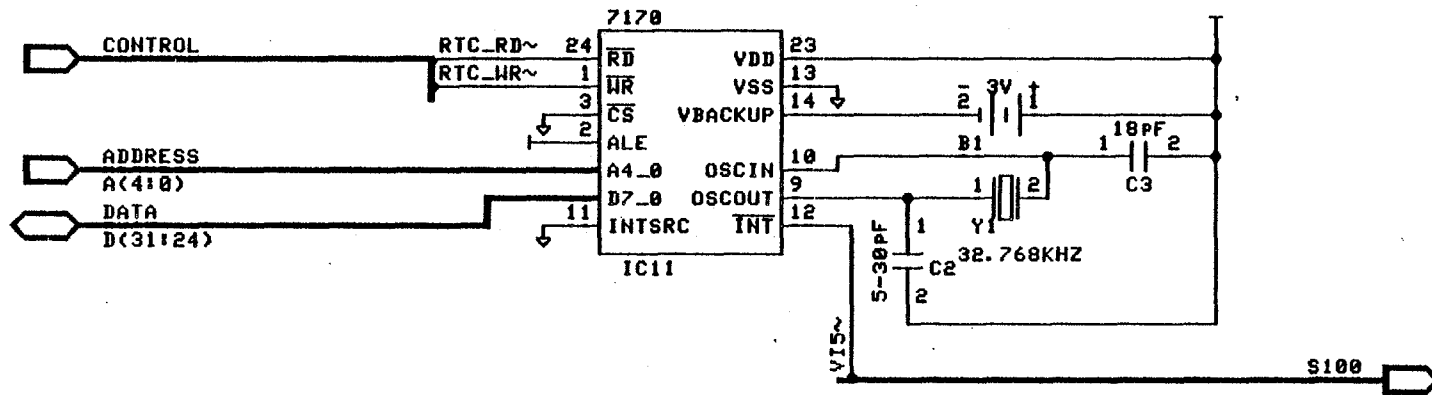 7170
CONTROL
RTC_RD~ 24 RD VDD 23
RTC_WR~ 1 WR VSS 13
3 CS VBACKUP 14 - 2 3V + 1
2 ALE B1 1 18pF 2
ADDRESS A4_0 OSCIN 10 C3
A(4:0) D7_0 OSCOUT 9 1 2
DATA 11 INTSRC INT 12 1 Y1
D(31:24) IC11 5-30pF C2 32.768KHZ
2
VI5~
S100